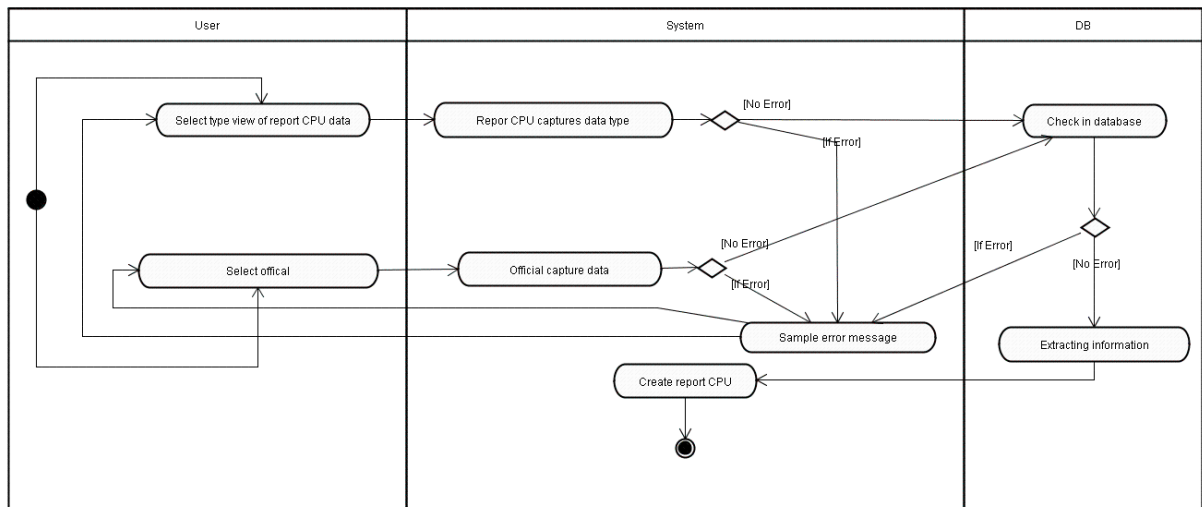 User
System
DB
Select type view of report CPU data
Repor CPU captures data type
[No Error]
Check in database
[If Error]
Select offical
Official capture data
[No Error]
[If Error]
[If Error]
[No Error]
Sample error message
Extracting information
Create report CPU